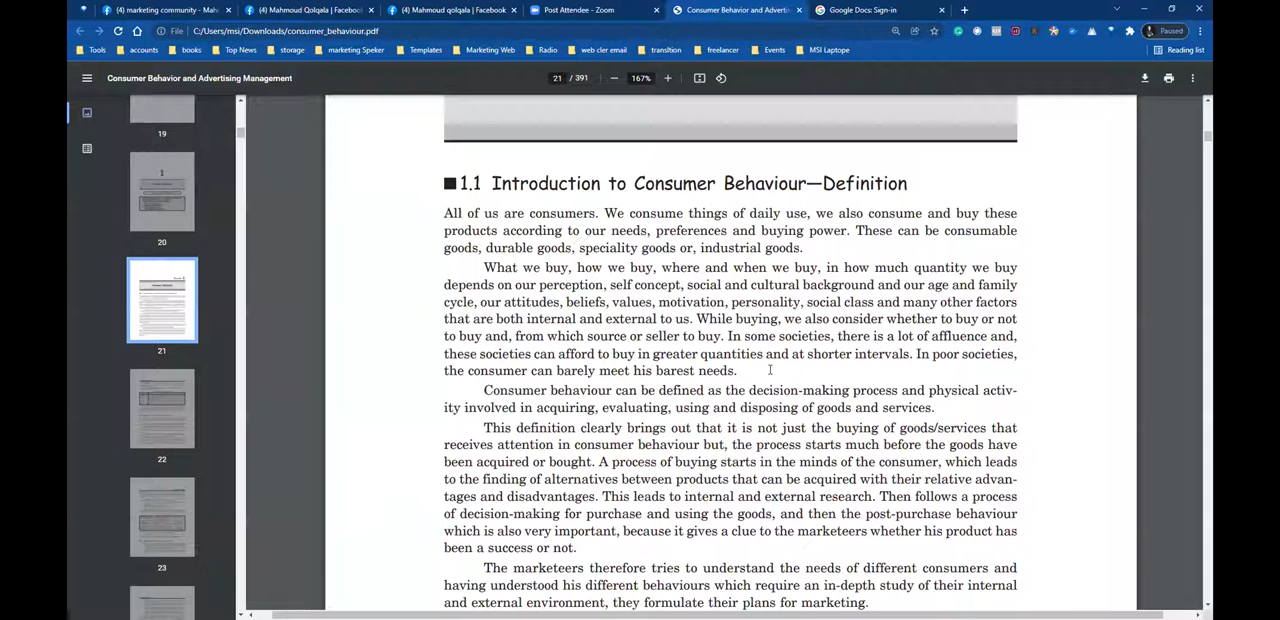 marketing community - Mah
(4) Mahmoud Qolqala | Facebo
(4) Mahmoud qolqala | Facebook
Post Attendee - Zoom
Consumer Behavior and Advertis
Google Docs: Sign-in
File
C:/Users/msi/Downloads/consumer_behaviour.pdf
Paused
Tools
accounts
books
Top News
storage
marketing Speker
Templates
Marketing Web
Radio
web cler email
transltion
freelancer
Events
MSI Laptope
Reading list
Consumer Behavior and Advertising Management
21 / 391
167%
19
1
20
21
22
23
1.1 Introduction to Consumer Behaviour—Definition
All of us are consumers. We consume things of daily use, we also consume and buy these
products according to our needs, preferences and buying power. These can be consumable
goods, durable goods, speciality goods or, industrial goods.
What we buy, how we buy, where and when we buy, in how much quantity we buy
depends on our perception, self concept, social and cultural background and our age and family
cycle, our attitudes, beliefs, values, motivation, personality, social class and many other factors
that are both internal and external to us. While buying, we also consider whether to buy or not
to buy and, from which source or seller to buy. In some societies, there is a lot of affluence and,
these societies can afford to buy in greater quantities and at shorter intervals. In poor societies,
the consumer can barely meet his barest needs.
Consumer behaviour can be defined as the decision-making process and physical activ-
ity involved in acquiring, evaluating, using and disposing of goods and services.
This definition clearly brings out that it is not just the buying of goods/services that
receives attention in consumer behaviour but, the process starts much before the goods have
been acquired or bought. A process of buying starts in the minds of the consumer, which leads
to the finding of alternatives between products that can be acquired with their relative advan-
tages and disadvantages. This leads to internal and external research. Then follows a process
of decision-making for purchase and using the goods, and then the post-purchase behaviour
which is also very important, because it gives a clue to the marketeers whether his product has
been a success or not.
The marketeers therefore tries to understand the needs of different consumers and
having understood his different behaviours which require an in-depth study of their internal
and external environment, they formulate their plans for marketing.